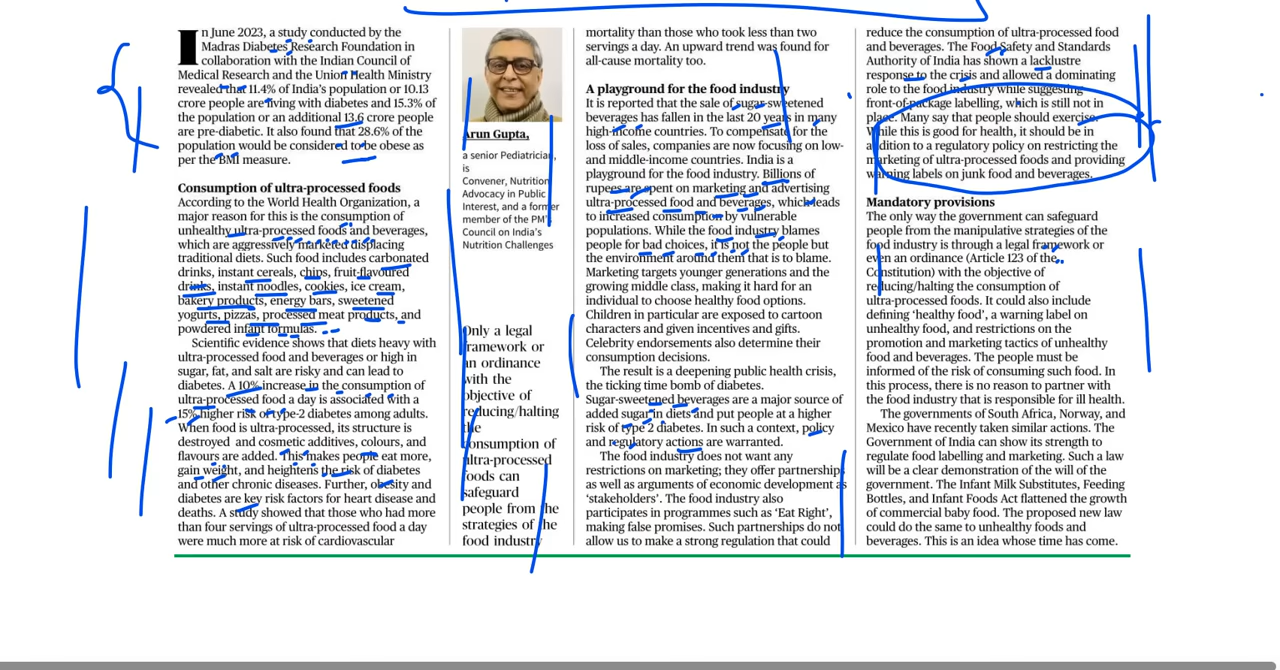 In June 2023, a study conducted by the
Madras Diabetes Research Foundation in
collaboration with the Indian Council of
Medical Research and the Union Health Ministry
revealed that 11.4% of India's population or 10.13
crore people are living with diabetes and 15.3% of
the population or an additional 13.6 crore people
are pre-diabetic. It also found that 28.6% of the
population would be considered to be obese as
per the BMI measure.
Consumption of ultra-processed foods
According to the World Health Organization, a
major reason for this is the consumption of
unhealthy ultra-processed foods and beverages,
which are aggressively marketed displacing
traditional diets. Such food includes carbonated
drinks, instant cereals, chips, fruit-flavoured
drinks, instant noodles, cookies, ice cream,
bakery products, energy bars, sweetened
yogurts, pizzas, processed meat products, and
powdered infant formulas.
Scientific evidence shows that diets heavy with
ultra-processed food and beverages or high in
sugar, fat, and salt are risky and can lead to
diabetes. A 10% increase in the consumption of
ultra-processed food a day is associated with a
15% higher risk of type-2 diabetes among adults.
When food is ultra-processed, its structure is
destroyed and cosmetic additives, colours, and
flavours are added. This makes people eat more,
gain weight, and heightens the risk of diabetes
and other chronic diseases. Further, obesity and
diabetes are key risk factors for heart disease and
deaths. A study showed that those who had more
than four servings of ultra-processed food a day
were much more at risk of cardiovascular
Arun Gupta,
a senior Pediatrician,
is
Convener, Nutrition
Advocacy in Public
Interest, and a former
member of the PM's
Council on India's
Nutrition Challenges
Only a legal
framework or
an ordinance
with the
objective of
reducing/halting
the
consumption of
ultra-processed
foods can
safeguard
people from the
strategies of the
food industry
mortality than those who took less than two
servings a day. An upward trend was found for
all-cause mortality too.
A playground for the food industry
It is reported that the sale of sugar-sweetened
beverages has fallen in the last 20 years in many
high-income countries. To compensate for the
loss of sales, companies are now focusing on low-
and middle-income countries. India is a
playground for the food industry. Billions of
rupees are spent on marketing and advertising
ultra-processed food and beverages, which leads
to increased consumption by vulnerable
populations. While the food industry blames
people for bad choices, it is not the people but
the environment around them that is to blame.
Marketing targets younger generations and the
growing middle class, making it hard for an
individual to choose healthy food options.
Children in particular are exposed to cartoon
characters and given incentives and gifts.
Celebrity endorsements also determine their
consumption decisions.
The result is a deepening public health crisis,
the ticking time bomb of diabetes.
Sugar-sweetened beverages are a major source of
added sugar in diets and put people at a higher
risk of type 2 diabetes. In such a context, policy
and regulatory actions are warranted.
The food industry does not want any
restrictions on marketing; they offer partnerships
as well as arguments of economic development as
'stakeholders'. The food industry also
participates in programmes such as 'Eat Right',
making false promises. Such partnerships do not
allow us to make a strong regulation that could
reduce the consumption of ultra-processed food
and beverages. The Food Safety and Standards
Authority of India has shown a lacklustre
response to the crisis and allowed a dominating
role to the food industry while suggesting
front-of-package labelling, which is still not in
place. Many say that people should exercise.
While this is good for health, it should be in
addition to a regulatory policy on restricting the
marketing of ultra-processed foods and providing
warning labels on junk food and beverages.
Mandatory provisions
The only way the government can safeguard
people from the manipulative strategies of the
food industry is through a legal framework or
even an ordinance (Article 123 of the
Constitution) with the objective of
reducing/halting the consumption of
ultra-processed foods. It could also include
defining 'healthy food', a warning label on
unhealthy food, and restrictions on the
promotion and marketing tactics of unhealthy
food and beverages. The people must be
informed of the risk of consuming such food. In
this process, there is no reason to partner with
the food industry that is responsible for ill health.
The governments of South Africa, Norway, and
Mexico have recently taken similar actions. The
Government of India can show its strength to
regulate food labelling and marketing. Such a law
will be a clear demonstration of the will of the
government. The Infant Milk Substitutes, Feeding
Bottles, and Infant Foods Act flattened the growth
of commercial baby food. The proposed new law
could do the same to unhealthy foods and
beverages. This is an idea whose time has come.